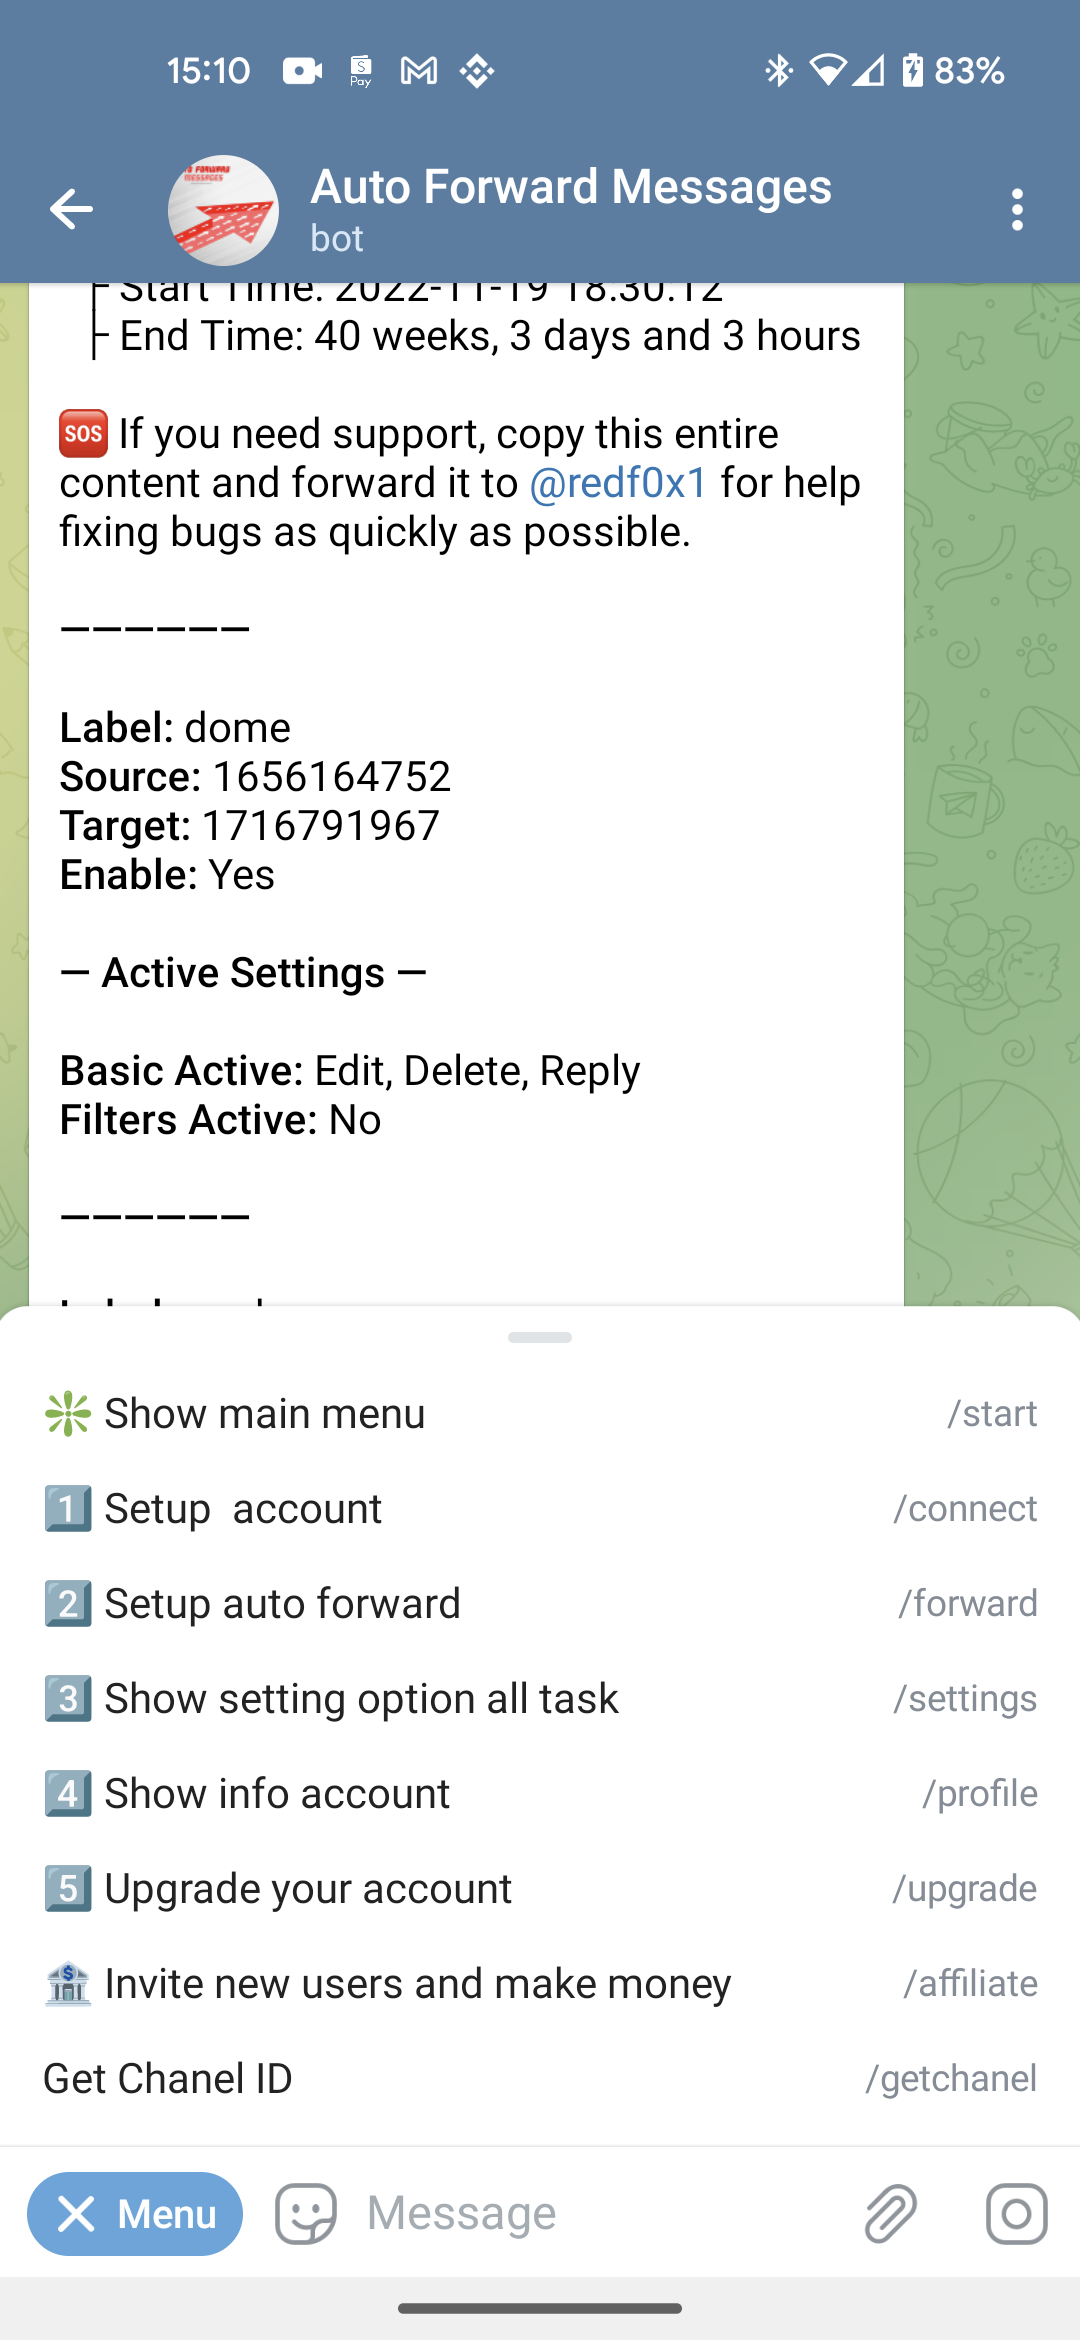 15:10
S Pay
83%
Auto Forward Messages
bot
Start Time: 2022-11-19 18:30:12
├ End Time: 40 weeks, 3 days and 3 hours
SOS If you need support, copy this entire
content and forward it to @redf0x1 for help
fixing bugs as quickly as possible.
——————
Label: dome
Source: 1656164752
Target: 1716791967
Enable: Yes
— Active Settings —
Basic Active: Edit, Delete, Reply
Filters Active: No
——————
Show main menu /start
1 Setup  account /connect
2 Setup auto forward /forward
3 Show setting option all task /settings
4 Show info account /profile
5 Upgrade your account /upgrade
Invite new users and make money /affiliate
Get Chanel ID /getchanel
Menu
Message